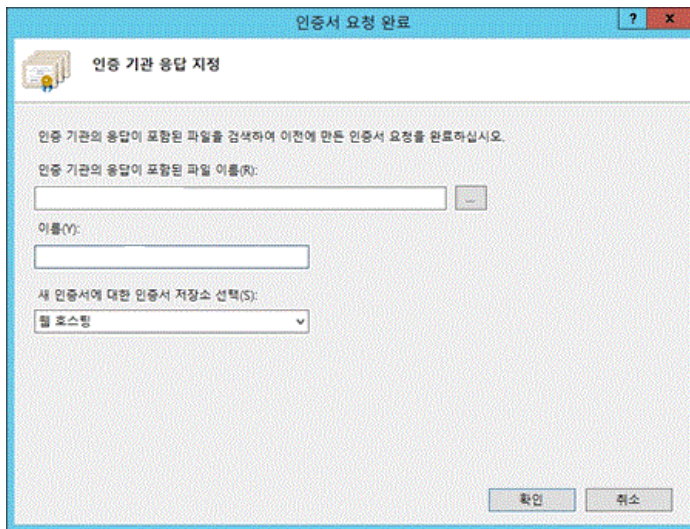 인증서 요청 완료
? x
인증 기관 응답 지정
인증 기관의 응답이 포함된 파일을 검색하여 이전에 만든 인증서 요청을 완료하십시오.
인증 기관의 응답이 포함된 파일 이름(R):
...
이름(Y):
새 인증서에 대한 인증서 저장소 선택(S):
웹 호스팅
확인 취소